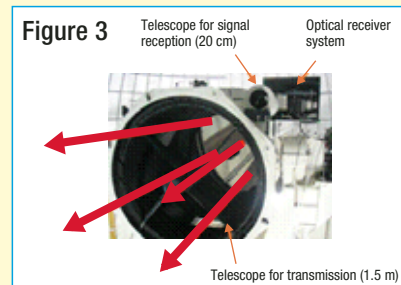 Figure 3
Telescope for signal
reception (20 cm)
Optical receiver
system
Telescope for transmission (1.5 m)